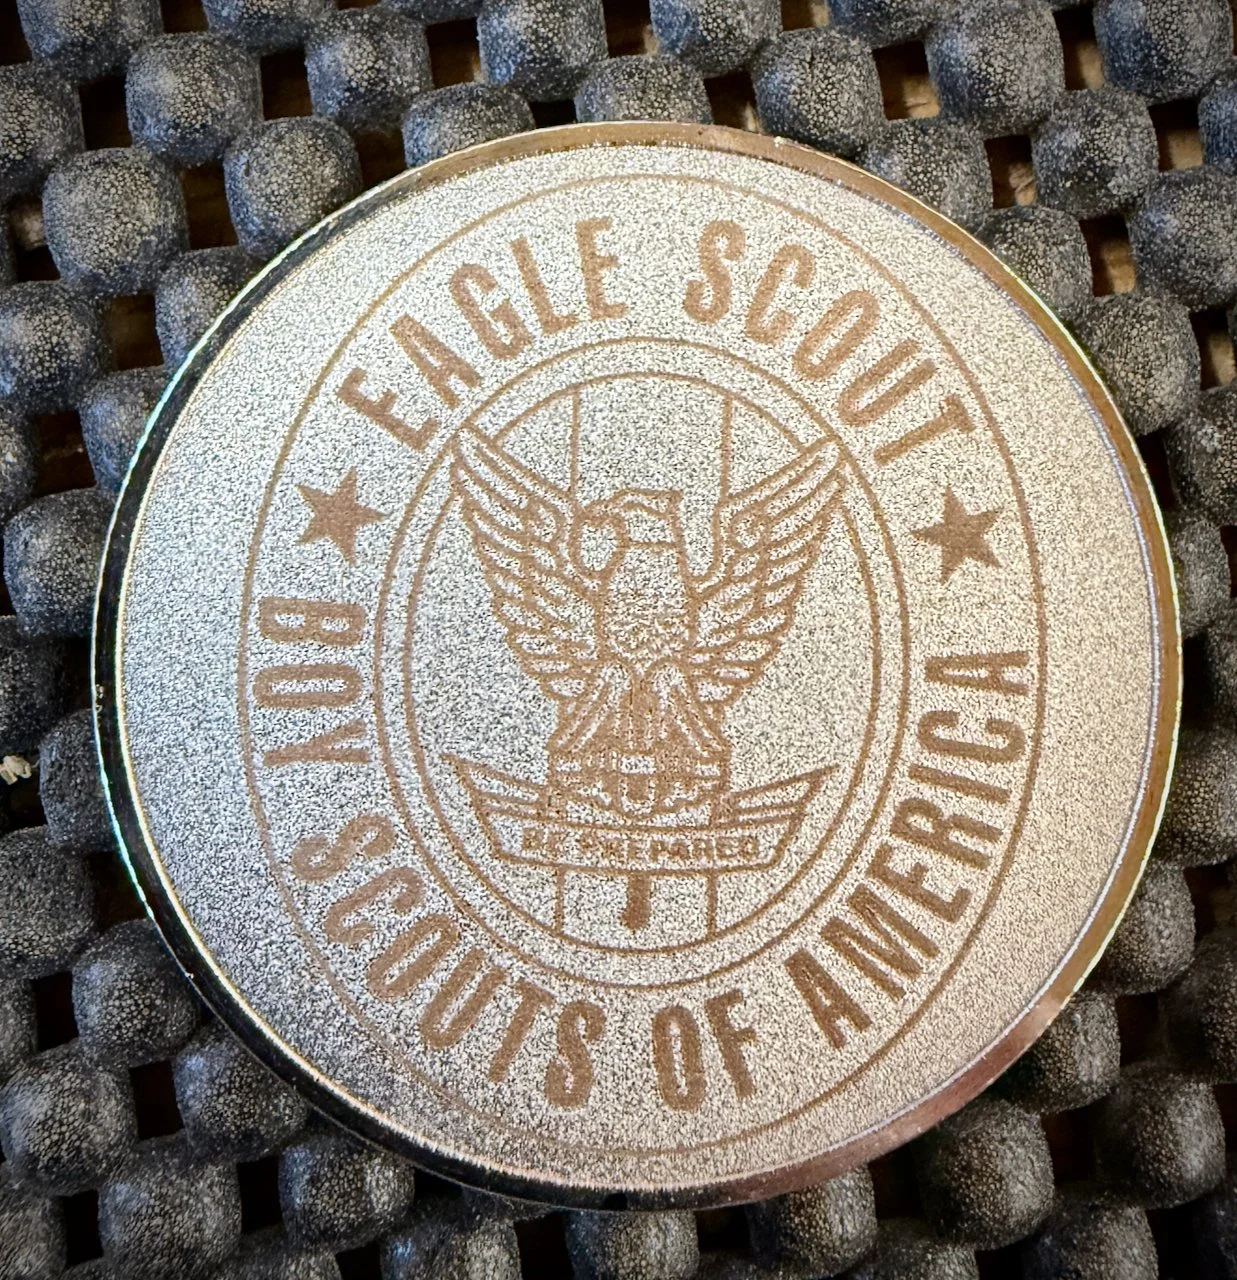 EAGLE SCOUT
BOY SCOUTS OF AMERICA
BE PREPARED